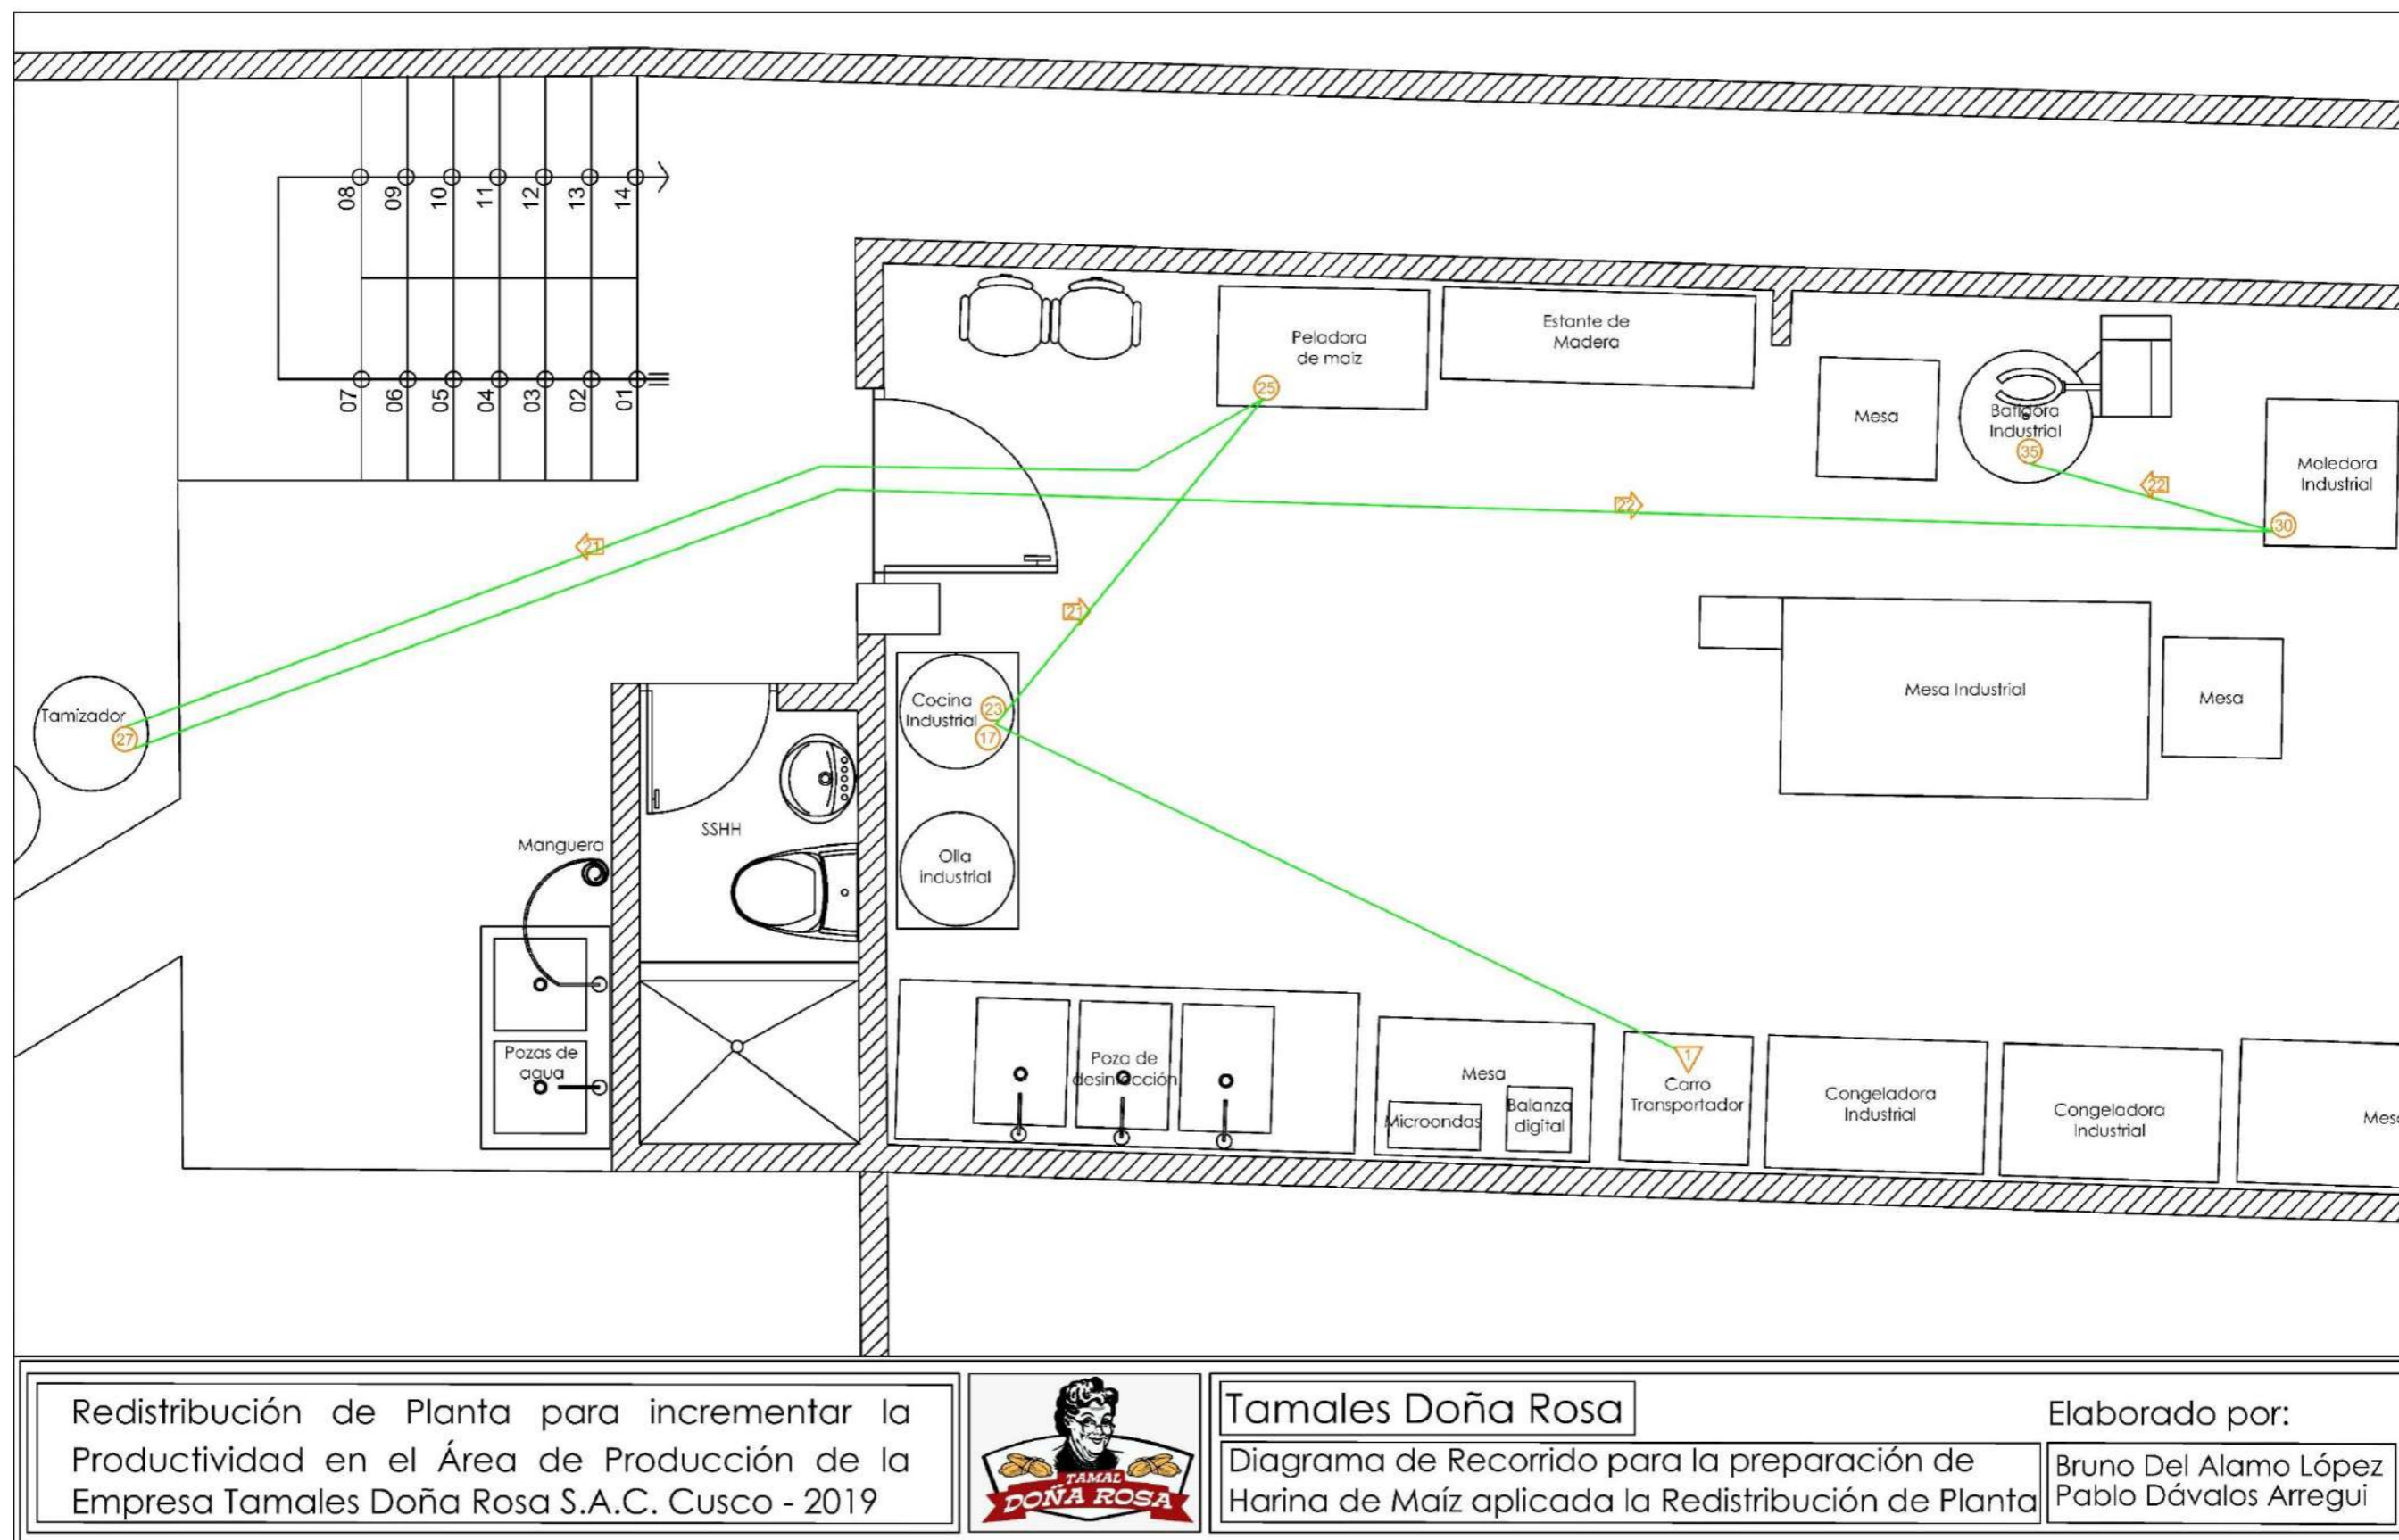 08
09
10
11
12
13
14
07
06
05
04
03
02
01
Peladora
de maíz
25
Estante de
Madera
Mesa
Batidora
Industrial
35
22
Moledora
Industrial
30
22
21
21
Tamizador
27
Cocina
Industrial
23
17
Mesa Industrial
Mesa
SSHH
Manguera
Olla
industrial
Pozas de
agua
Poza de
desinfección
Mesa
Microondas
Balanza
digital
1
Carro
Transportador
Congeladora
Industrial
Congeladora
Industrial
Mesa
Redistribución de Planta para incrementar la
Productividad en el Área de Producción de la
Empresa Tamales Doña Rosa S.A.C. Cusco - 2019
TAMAL
DOÑA ROSA
Tamales Doña Rosa
Diagrama de Recorrido para la preparación de
Harina de Maíz aplicada la Redistribución de Planta
Elaborado por:
Bruno Del Alamo López
Pablo Dávalos Arregui